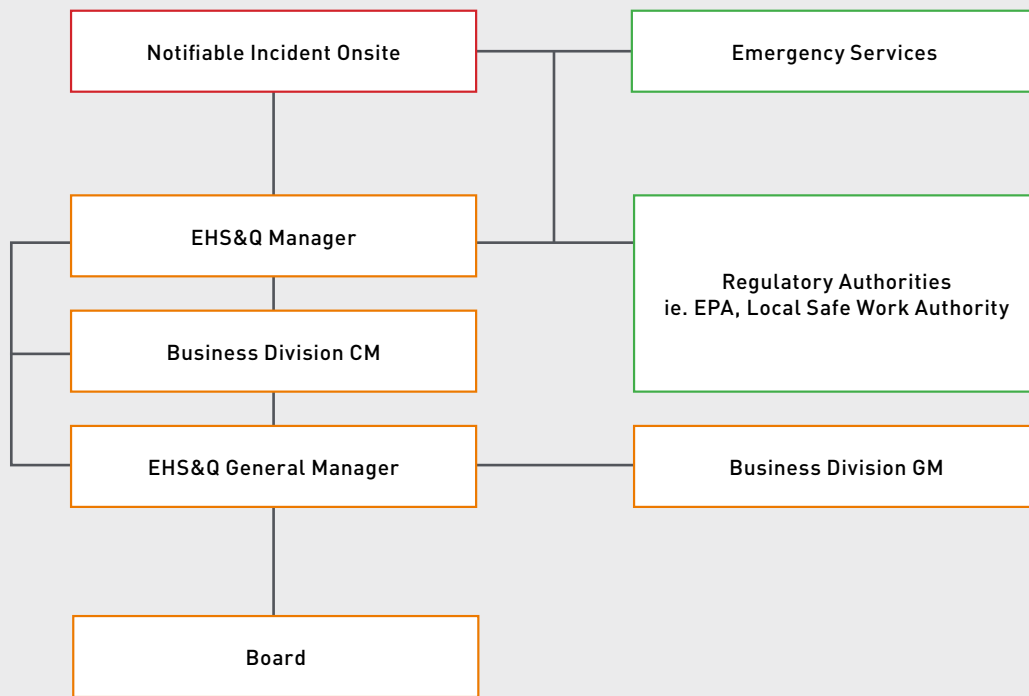 Notifiable Incident Onsite
Emergency Services
EHS&Q Manager
Regulatory Authorities
ie. EPA, Local Safe Work Authority
Business Division CM
EHS&Q General Manager
Business Division GM
Board